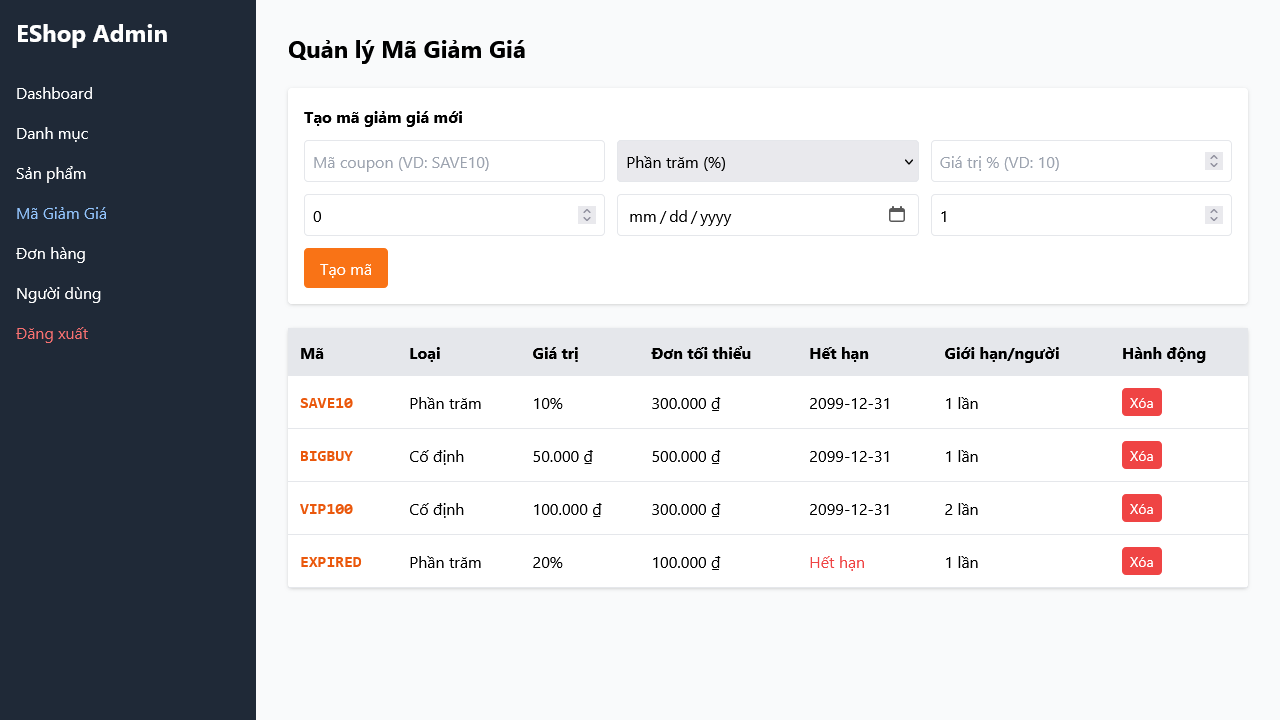 EShop Admin
Dashboard
Danh mục
Sản phẩm
Mã Giảm Giá
Đơn hàng
Người dùng
Đăng xuất
Quản lý Mã Giảm Giá
Tạo mã giảm giá mới
Mã coupon (VD: SAVE10) Phần trăm (%) Giá trị % (VD: 10)
0 mm/dd/yyyy 1
Tạo mã
Mã Loại Giá trị Đơn tối thiểu Hết hạn Giới hạn/người Hành động
SAVE10 Phần trăm 10% 300.000 ₫ 2099-12-31 1 lần Xóa
BIGBUY Cố định 50.000 ₫ 500.000 ₫ 2099-12-31 1 lần Xóa
VIP100 Cố định 100.000 ₫ 300.000 ₫ 2099-12-31 2 lần Xóa
EXPIRED Phần trăm 20% 100.000 ₫ Hết hạn 1 lần Xóa